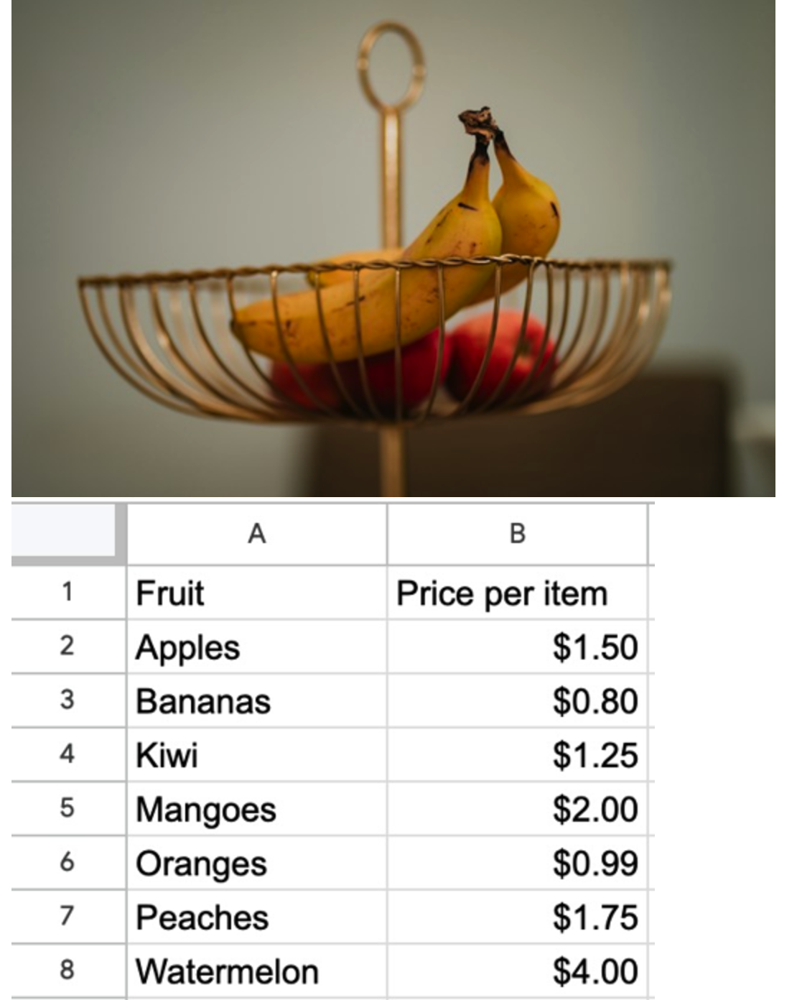 A B
1 Fruit Price per item
2 Apples $1.50
3 Bananas $0.80
4 Kiwi $1.25
5 Mangoes $2.00
6 Oranges $0.99
7 Peaches $1.75
8 Watermelon $4.00